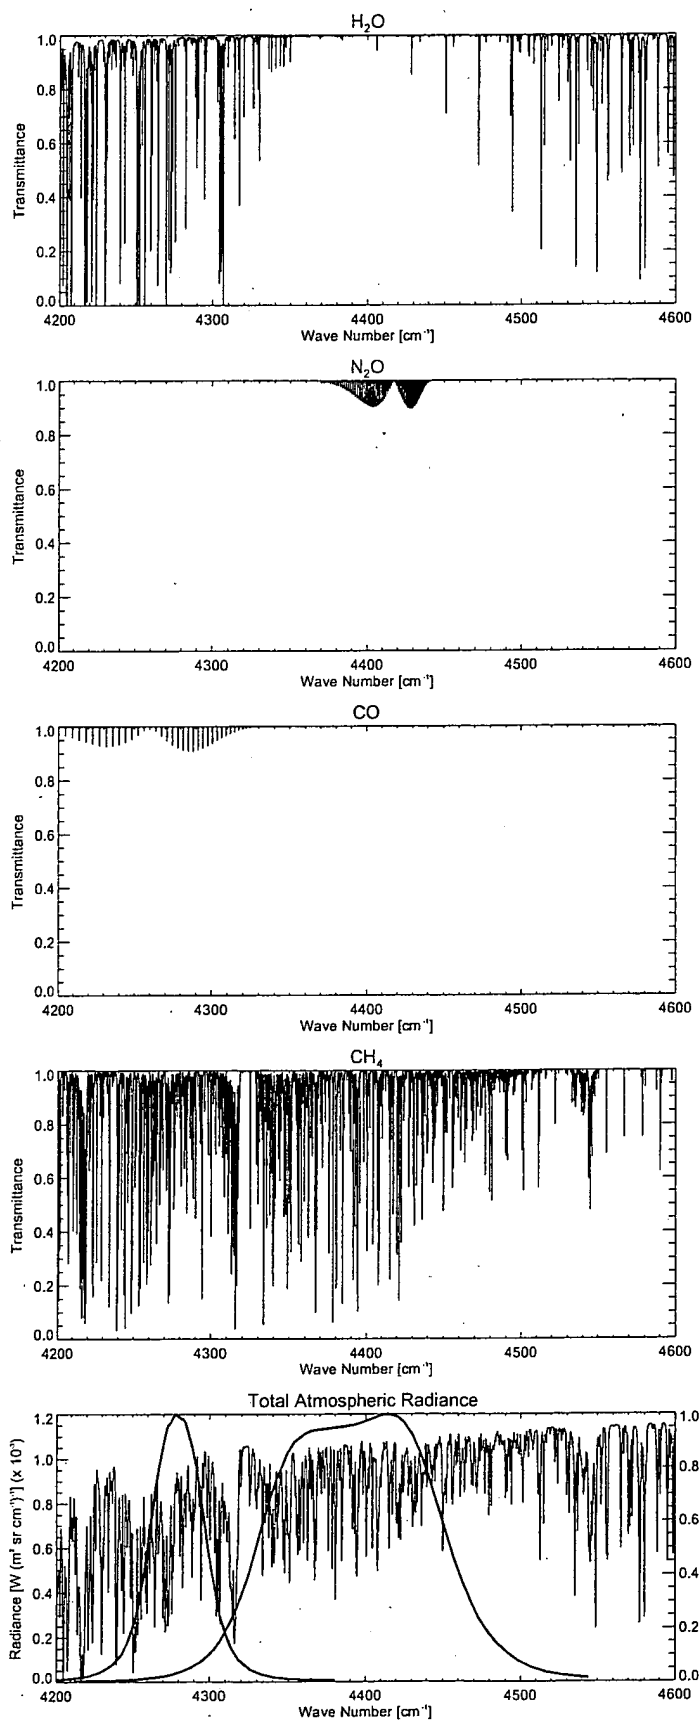 H₂O
1.0
0.8
0.6
0.4
0.2
0.0
Transmittance
4200 4300 4400 4500 4600
Wave Number [cm⁻¹]
N₂O
1.0
0.8
0.6
0.4
0.2
0.0
Transmittance
4200 4300 4400 4500 4600
Wave Number [cm⁻¹]
CO
1.0
0.8
0.6
0.4
0.2
0.0
Transmittance
4200 4300 4400 4500 4600
Wave Number [cm⁻¹]
CH₄
1.0
0.8
0.6
0.4
0.2
0.0
Transmittance
4200 4300 4400 4500 4600
Wave Number [cm⁻¹]
Total Atmospheric Radiance
1.2
1.0
0.8
0.6
0.4
0.2
0.0
Radiance [W (m² sr cm⁻¹)⁻¹] (x 10⁻³)
1.0
0.8
0.6
0.4
0.2
0.0
4200 4300 4400 4500 4600
Wave Number [cm⁻¹]